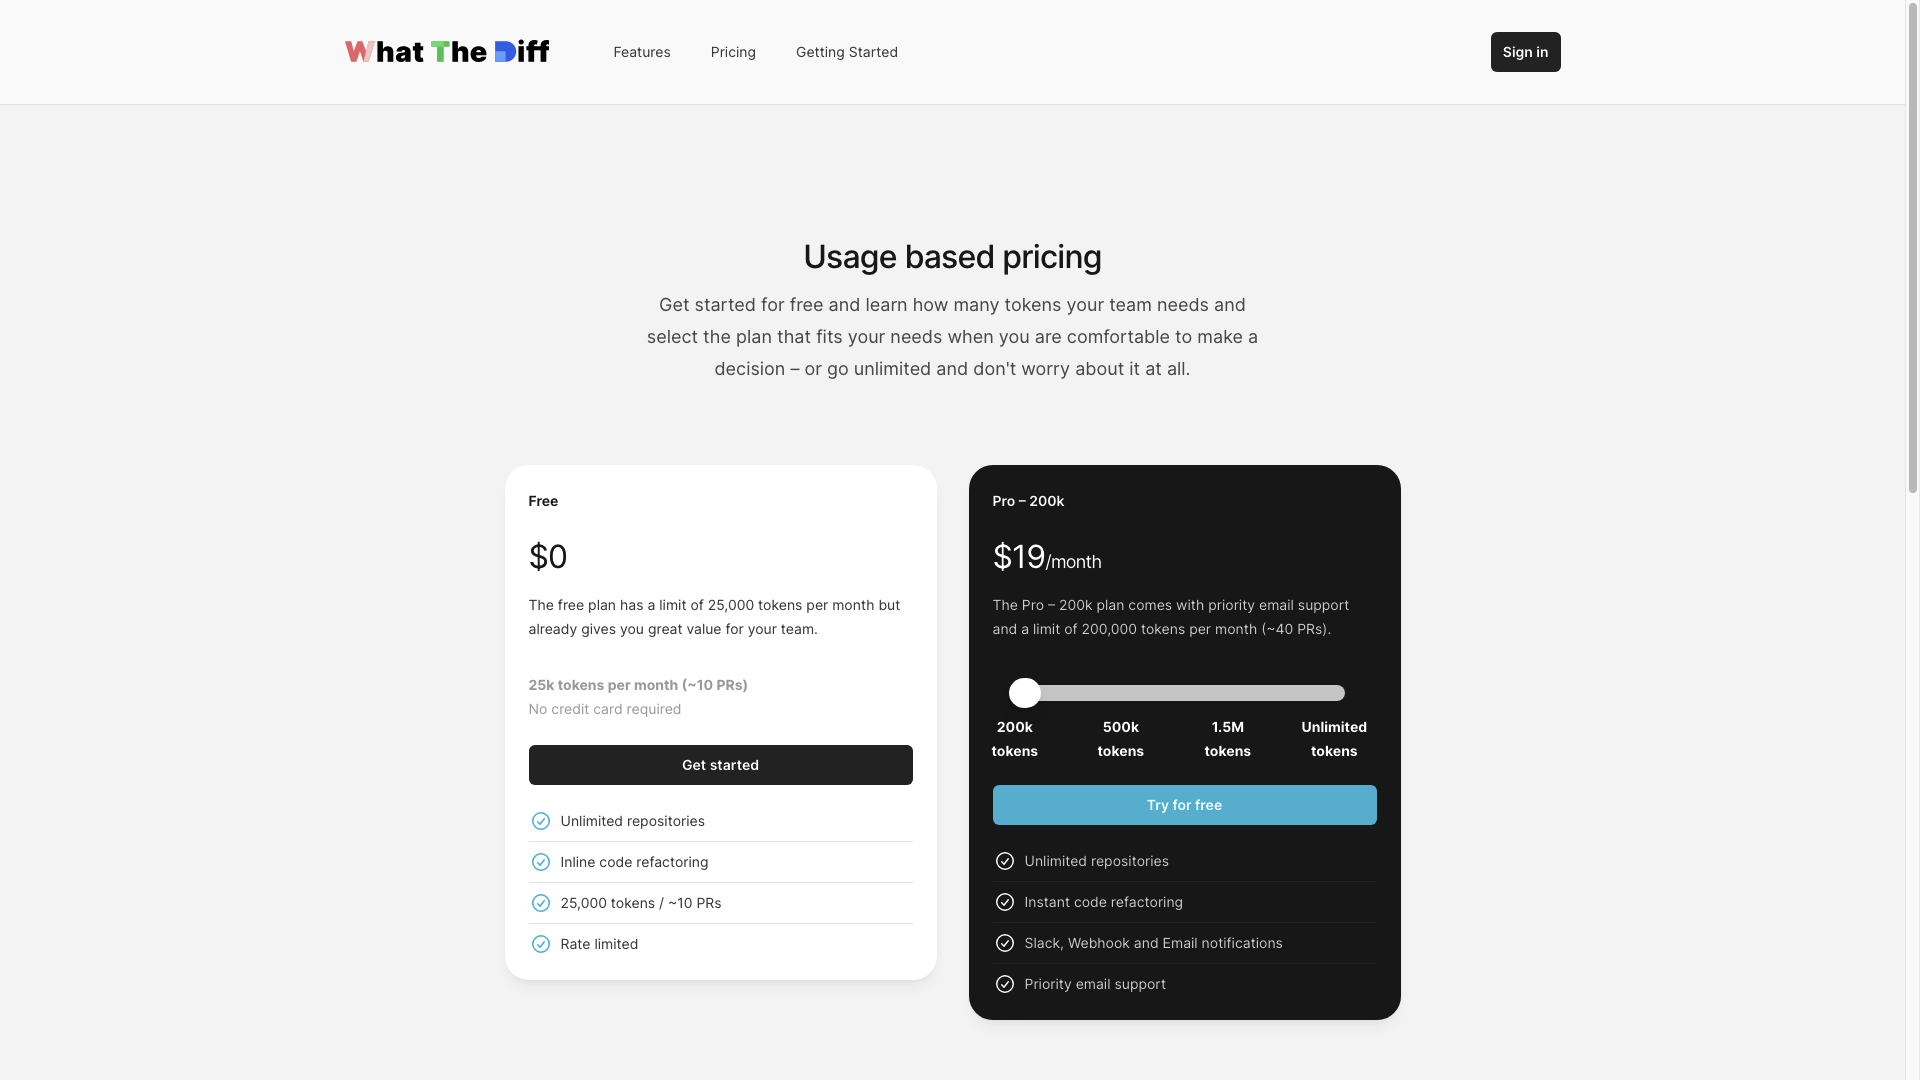 What The Diff
Features
Pricing
Getting Started
Sign in
Usage based pricing
Get started for free and learn how many tokens your team needs and
select the plan that fits your needs when you are comfortable to make a
decision – or go unlimited and don't worry about it at all.
Free
$0
The free plan has a limit of 25,000 tokens per month but
already gives you great value for your team.
25k tokens per month (~10 PRs)
No credit card required
Get started
Unlimited repositories
Inline code refactoring
25,000 tokens / ~10 PRs
Rate limited
Pro – 200k
$19/month
The Pro – 200k plan comes with priority email support
and a limit of 200,000 tokens per month (~40 PRs).
200k
tokens
500k
tokens
1.5M
tokens
Unlimited
tokens
Try for free
Unlimited repositories
Instant code refactoring
Slack, Webhook and Email notifications
Priority email support